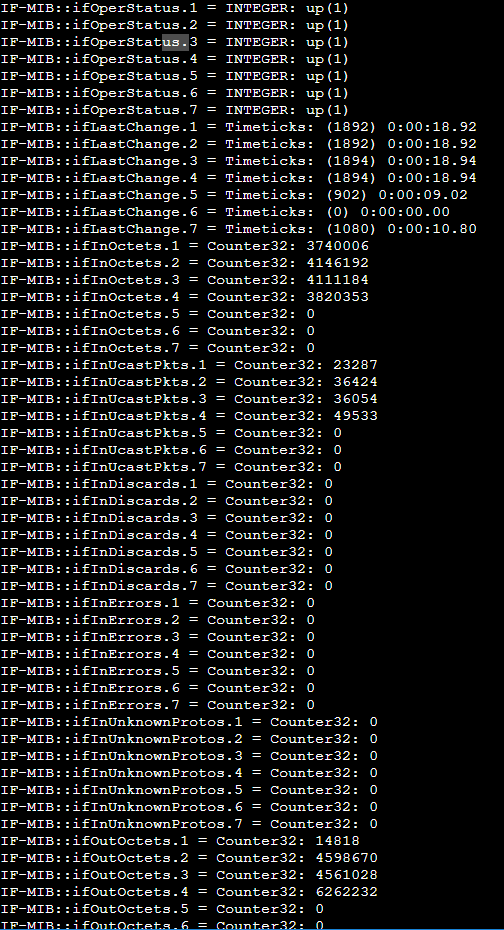 IF-MIB::ifOperStatus.1 = INTEGER: up(1)
IF-MIB::ifOperStatus.2 = INTEGER: up(1)
IF-MIB::ifOperStatus.3 = INTEGER: up(1)
IF-MIB::ifOperStatus.4 = INTEGER: up(1)
IF-MIB::ifOperStatus.5 = INTEGER: up(1)
IF-MIB::ifOperStatus.6 = INTEGER: up(1)
IF-MIB::ifOperStatus.7 = INTEGER: up(1)
IF-MIB::ifLastChange.1 = Timeticks: (1892) 0:00:18.92
IF-MIB::ifLastChange.2 = Timeticks: (1892) 0:00:18.92
IF-MIB::ifLastChange.3 = Timeticks: (1894) 0:00:18.94
IF-MIB::ifLastChange.4 = Timeticks: (1894) 0:00:18.94
IF-MIB::ifLastChange.5 = Timeticks: (902) 0:00:09.02
IF-MIB::ifLastChange.6 = Timeticks: (0) 0:00:00.00
IF-MIB::ifLastChange.7 = Timeticks: (1080) 0:00:10.80
IF-MIB::ifInOctets.1 = Counter32: 3740006
IF-MIB::ifInOctets.2 = Counter32: 4146192
IF-MIB::ifInOctets.3 = Counter32: 4111184
IF-MIB::ifInOctets.4 = Counter32: 3820353
IF-MIB::ifInOctets.5 = Counter32: 0
IF-MIB::ifInOctets.6 = Counter32: 0
IF-MIB::ifInOctets.7 = Counter32: 0
IF-MIB::ifInUcastPkts.1 = Counter32: 23287
IF-MIB::ifInUcastPkts.2 = Counter32: 36424
IF-MIB::ifInUcastPkts.3 = Counter32: 36054
IF-MIB::ifInUcastPkts.4 = Counter32: 49533
IF-MIB::ifInUcastPkts.5 = Counter32: 0
IF-MIB::ifInUcastPkts.6 = Counter32: 0
IF-MIB::ifInUcastPkts.7 = Counter32: 0
IF-MIB::ifInDiscards.1 = Counter32: 0
IF-MIB::ifInDiscards.2 = Counter32: 0
IF-MIB::ifInDiscards.3 = Counter32: 0
IF-MIB::ifInDiscards.4 = Counter32: 0
IF-MIB::ifInDiscards.5 = Counter32: 0
IF-MIB::ifInDiscards.6 = Counter32: 0
IF-MIB::ifInDiscards.7 = Counter32: 0
IF-MIB::ifInErrors.1 = Counter32: 0
IF-MIB::ifInErrors.2 = Counter32: 0
IF-MIB::ifInErrors.3 = Counter32: 0
IF-MIB::ifInErrors.4 = Counter32: 0
IF-MIB::ifInErrors.5 = Counter32: 0
IF-MIB::ifInErrors.6 = Counter32: 0
IF-MIB::ifInErrors.7 = Counter32: 0
IF-MIB::ifInUnknownProtos.1 = Counter32: 0
IF-MIB::ifInUnknownProtos.2 = Counter32: 0
IF-MIB::ifInUnknownProtos.3 = Counter32: 0
IF-MIB::ifInUnknownProtos.4 = Counter32: 0
IF-MIB::ifInUnknownProtos.5 = Counter32: 0
IF-MIB::ifInUnknownProtos.6 = Counter32: 0
IF-MIB::ifInUnknownProtos.7 = Counter32: 0
IF-MIB::ifOutOctets.1 = Counter32: 14818
IF-MIB::ifOutOctets.2 = Counter32: 4598670
IF-MIB::ifOutOctets.3 = Counter32: 4561028
IF-MIB::ifOutOctets.4 = Counter32: 6262232
IF-MIB::ifOutOctets.5 = Counter32: 0
IF-MIB::ifOutOctets.6 = Counter32: 0